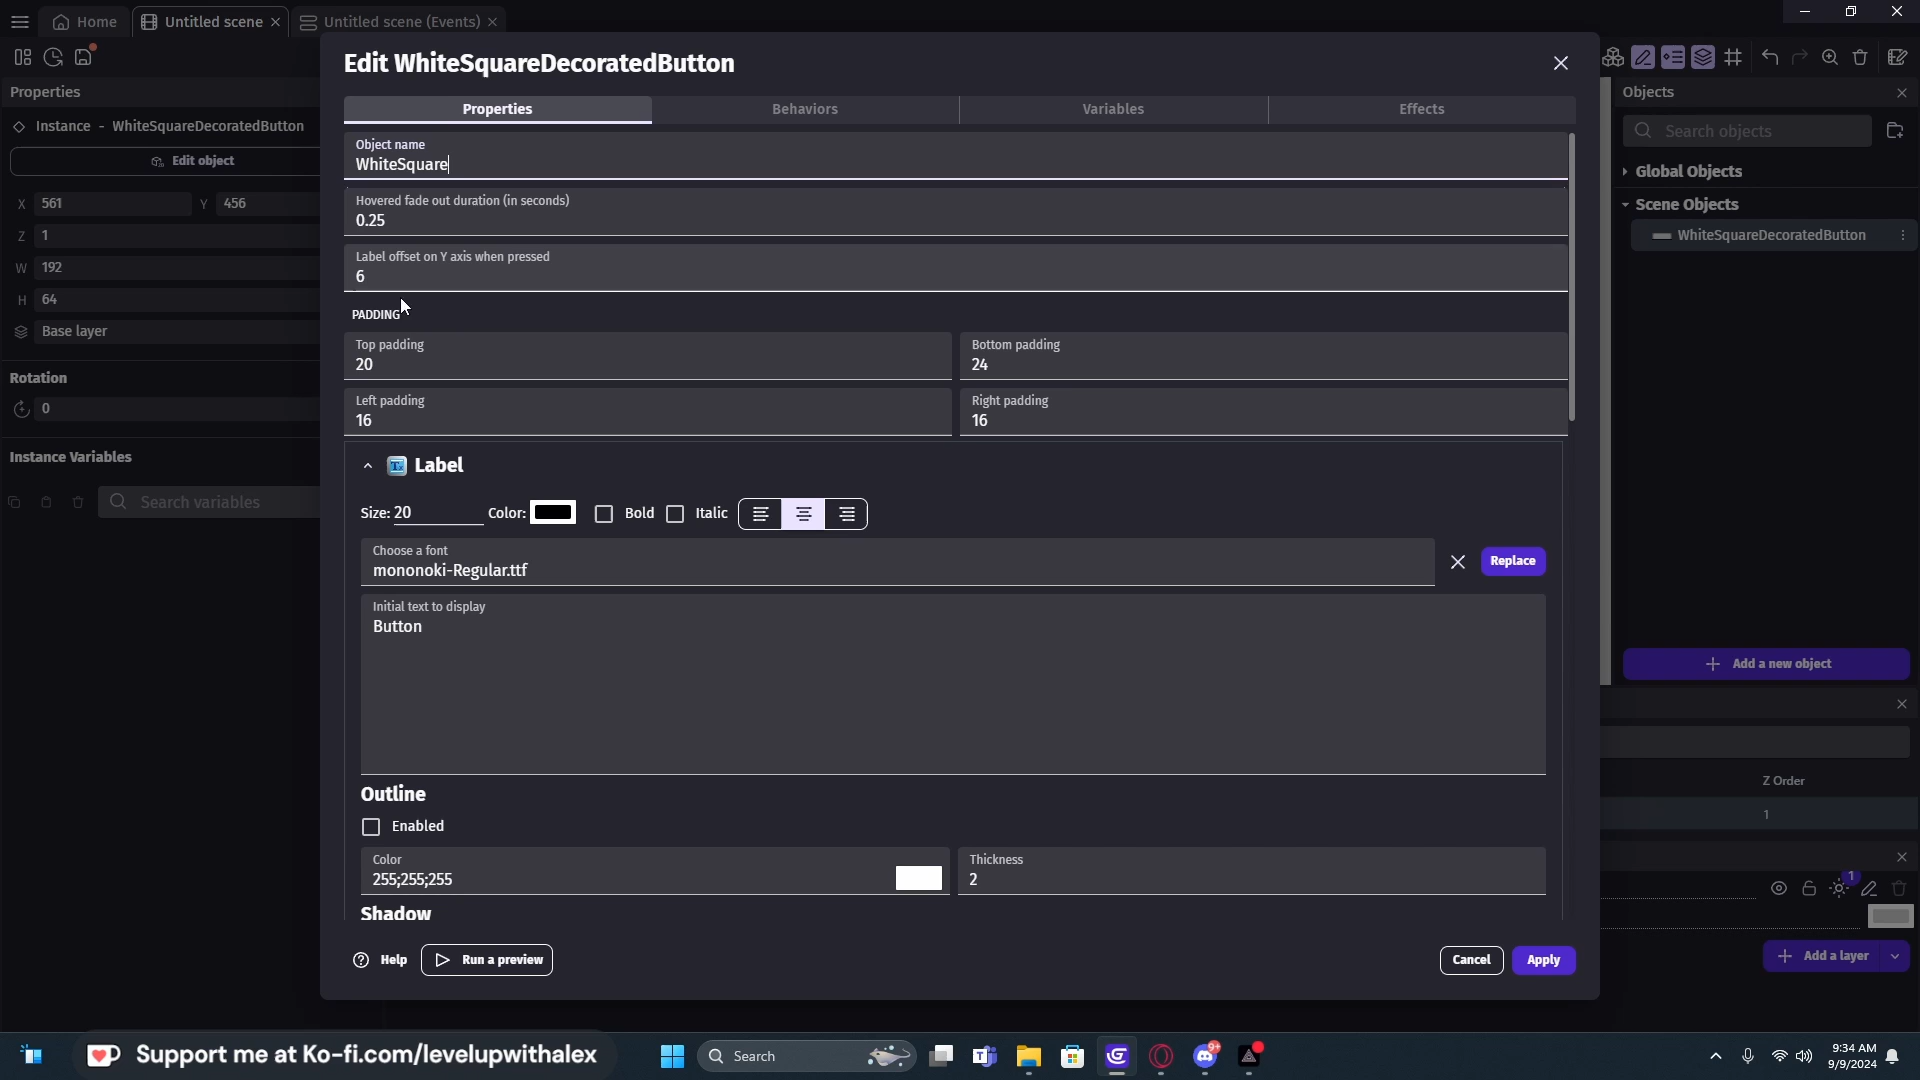 Home
Untitled scene
Untitled scene (Events)
Properties
Instance - WhiteSquareDecoratedButton
Edit object
X 561 Y 456
Z 1
W 192
H 64
Base layer
Rotation
0
Instance Variables
Search variables
Edit WhiteSquareDecoratedButton
Properties Behaviors Variables Effects
Object name
WhiteSquare
Hovered fade out duration (in seconds)
0.25
Label offset on Y axis when pressed
6
PADDING
Top padding
20
Bottom padding
24
Left padding
16
Right padding
16
Label
Size: 20 Color: Bold Italic
Choose a font
mononoki-Regular.ttf
Replace
Initial text to display
Button
Outline
Enabled
Color
255;255;255
Thickness
2
Shadow
Help Run a preview Cancel Apply
Objects
Search objects
Global Objects
Scene Objects
WhiteSquareDecoratedButton
Add a new object
Z Order
1
1
Add a layer
Support me at Ko-fi.com/levelupwithalex
Search
9+
9:34 AM
9/9/2024